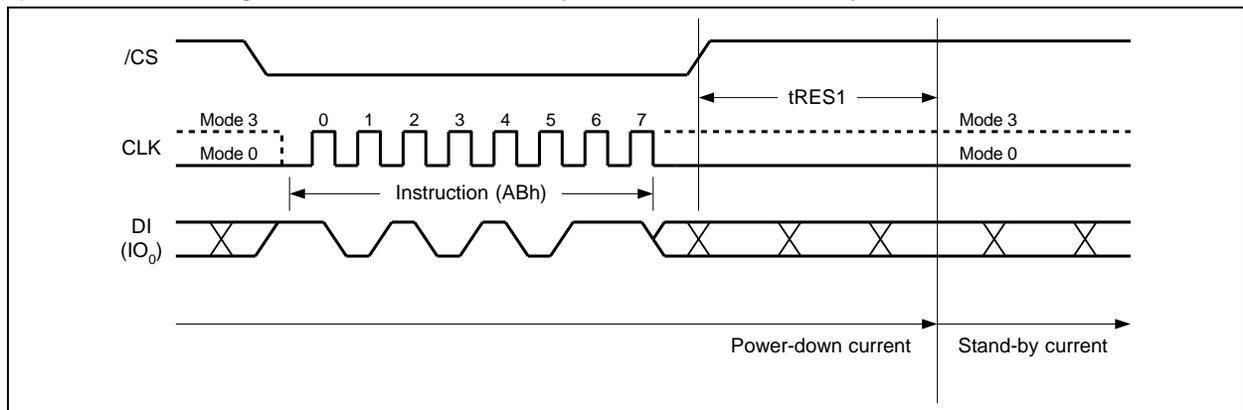 /CS
tRES1
Mode 3 0 1 2 3 4 5 6 7 Mode 3
CLK
Mode 0 Mode 0
Instruction (ABh)
DI
(IO0)
Power-down current Stand-by current